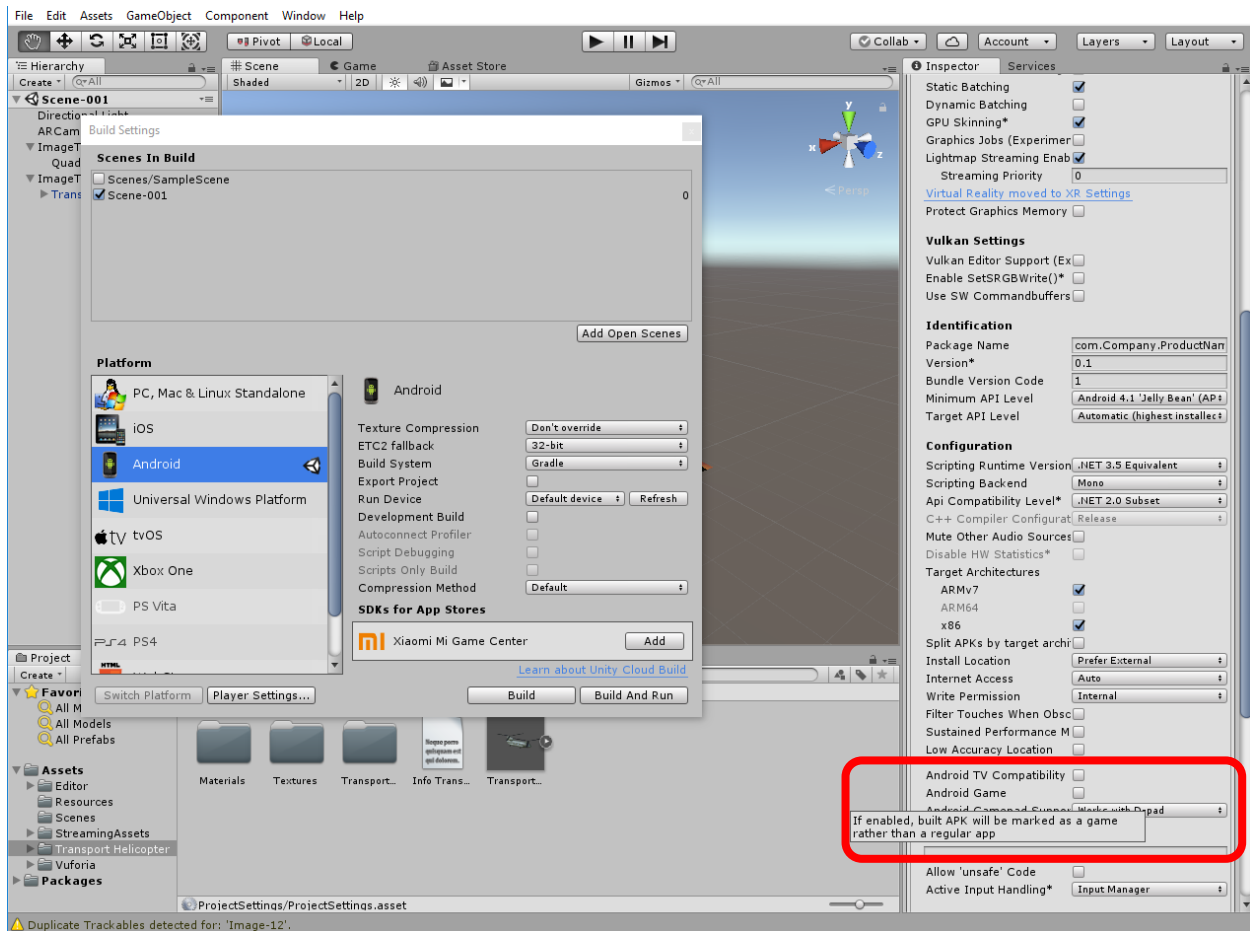 File Edit Assets GameObject Component Window Help
Pivot Local Collab Account Layers Layout
Hierarchy
Create All
Scene-001
Directional Light
ARCam
ImageT
Quad
ImageT
Trans
Scene Game Asset Store
Shaded 2D Gizmos All
y
x
z
Persp
Build Settings
Scenes In Build
Scenes/SampleScene
Scene-001 0
Add Open Scenes
Platform
PC, Mac & Linux Standalone
iOS
Android
Universal Windows Platform
tv tvOS
Xbox One
PS Vita
PS4 PS4
HTML
Android
Texture Compression Don't override
ETC2 fallback 32-bit
Build System Gradle
Export Project
Run Device Default device Refresh
Development Build
Autoconnect Profiler
Script Debugging
Scripts Only Build
Compression Method Default
SDKs for App Stores
Xiaomi Mi Game Center Add
Learn about Unity Cloud Build
Switch Platform Player Settings... Build Build And Run
Project
Create
Favori
All M
All Models
All Prefabs
Assets
Editor
Resources
Scenes
StreamingAssets
Transport Helicopter
Vuforia
Packages
Materials Textures Transport... Info Trans... Transport...
ProjectSettings/ProjectSettings.asset
Duplicate Trackables detected for: 'Image-12'.
Inspector Services
Static Batching
Dynamic Batching
GPU Skinning*
Graphics Jobs (Experimer
Lightmap Streaming Enab
Streaming Priority 0
Virtual Reality moved to XR Settings
Protect Graphics Memory
Vulkan Settings
Vulkan Editor Support (Ex
Enable SetSRGBWrite()*
Use SW Commandbuffers
Identification
Package Name com.Company.ProductNam
Version* 0.1
Bundle Version Code 1
Minimum API Level Android 4.1 'Jelly Bean' (AP
Target API Level Automatic (highest installec
Configuration
Scripting Runtime Version .NET 3.5 Equivalent
Scripting Backend Mono
Api Compatibility Level* .NET 2.0 Subset
C++ Compiler Configurat Release
Mute Other Audio Sources
Disable HW Statistics*
Target Architectures
ARMv7
ARM64
x86
Split APKs by target archi
Install Location Prefer External
Internet Access Auto
Write Permission Internal
Filter Touches When Obsc
Sustained Performance M
Low Accuracy Location
Android TV Compatibility
Android Game
Android Gamepad Suppor Works with D-pad
If enabled, built APK will be marked as a game
rather than a regular app
Allow 'unsafe' Code
Active Input Handling* Input Manager